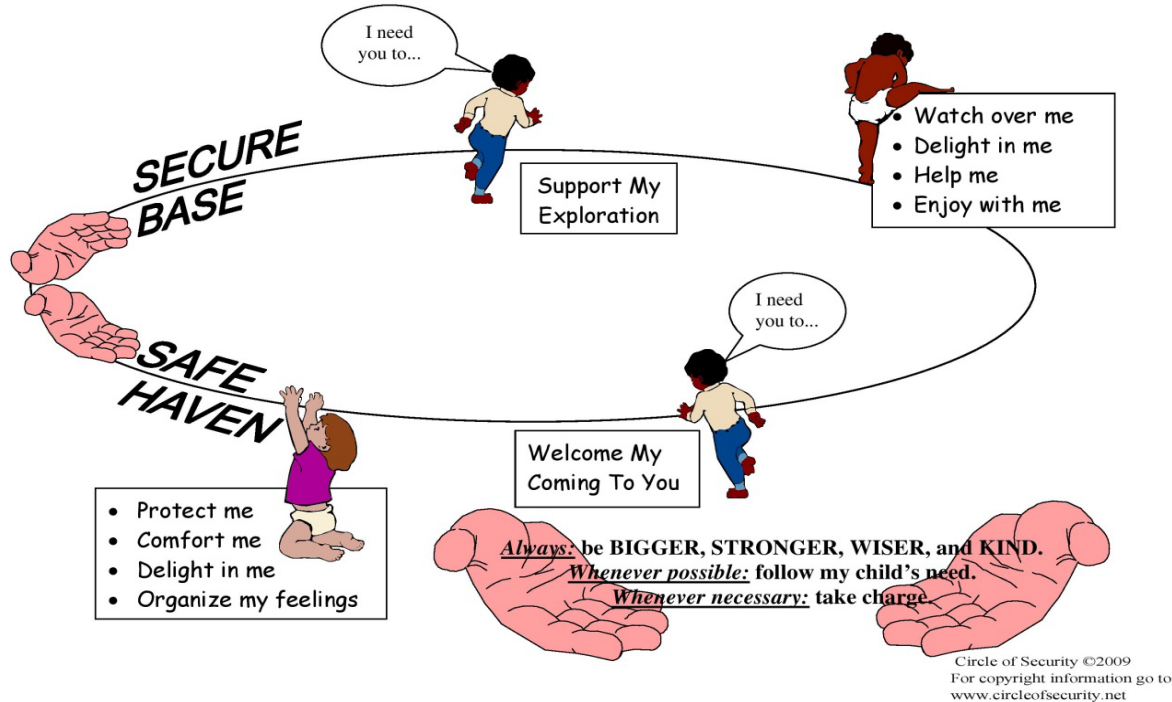 I need
you to...
SECURE
BASE
Support My
Exploration
• Watch over me
• Delight in me
• Help me
• Enjoy with me
I need
you to...
SAFE
HAVEN
Welcome My
Coming To You
• Protect me
• Comfort me
• Delight in me
• Organize my feelings
Always: be BIGGER, STRONGER, WISER, and KIND.
Whenever possible: follow my child's need.
Whenever necessary: take charge.
Circle of Security ©2009
For copyright information go to
www.circleofsecurity.net